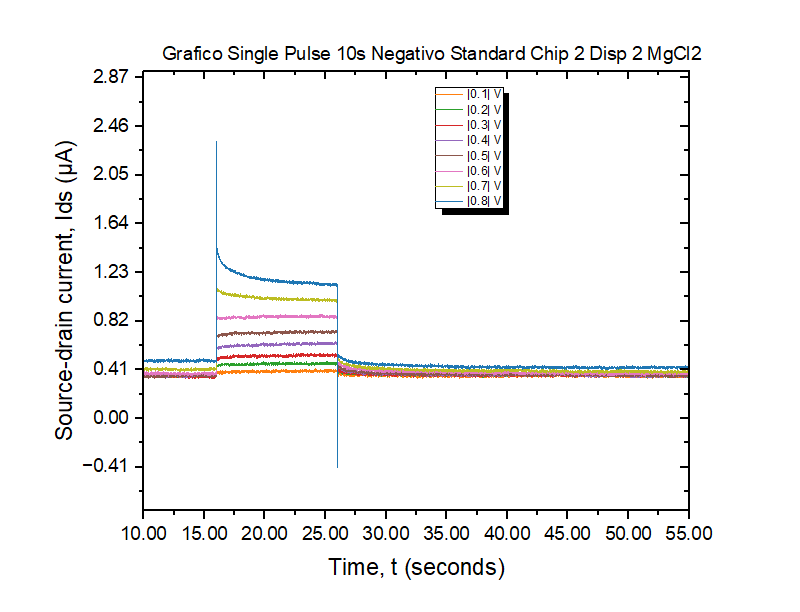 Grafico Single Pulse 10s Negativo Standard Chip 2 Disp 2 MgCl2
2.87
2.46
2.05
1.64
1.23
0.82
0.41
0.00
−0.41
Source-drain current, Ids (µA)
|0.1| V
|0.2| V
|0.3| V
|0.4| V
|0.5| V
|0.6| V
|0.7| V
|0.8| V
10.00 15.00 20.00 25.00 30.00 35.00 40.00 45.00 50.00 55.00
Time, t (seconds)